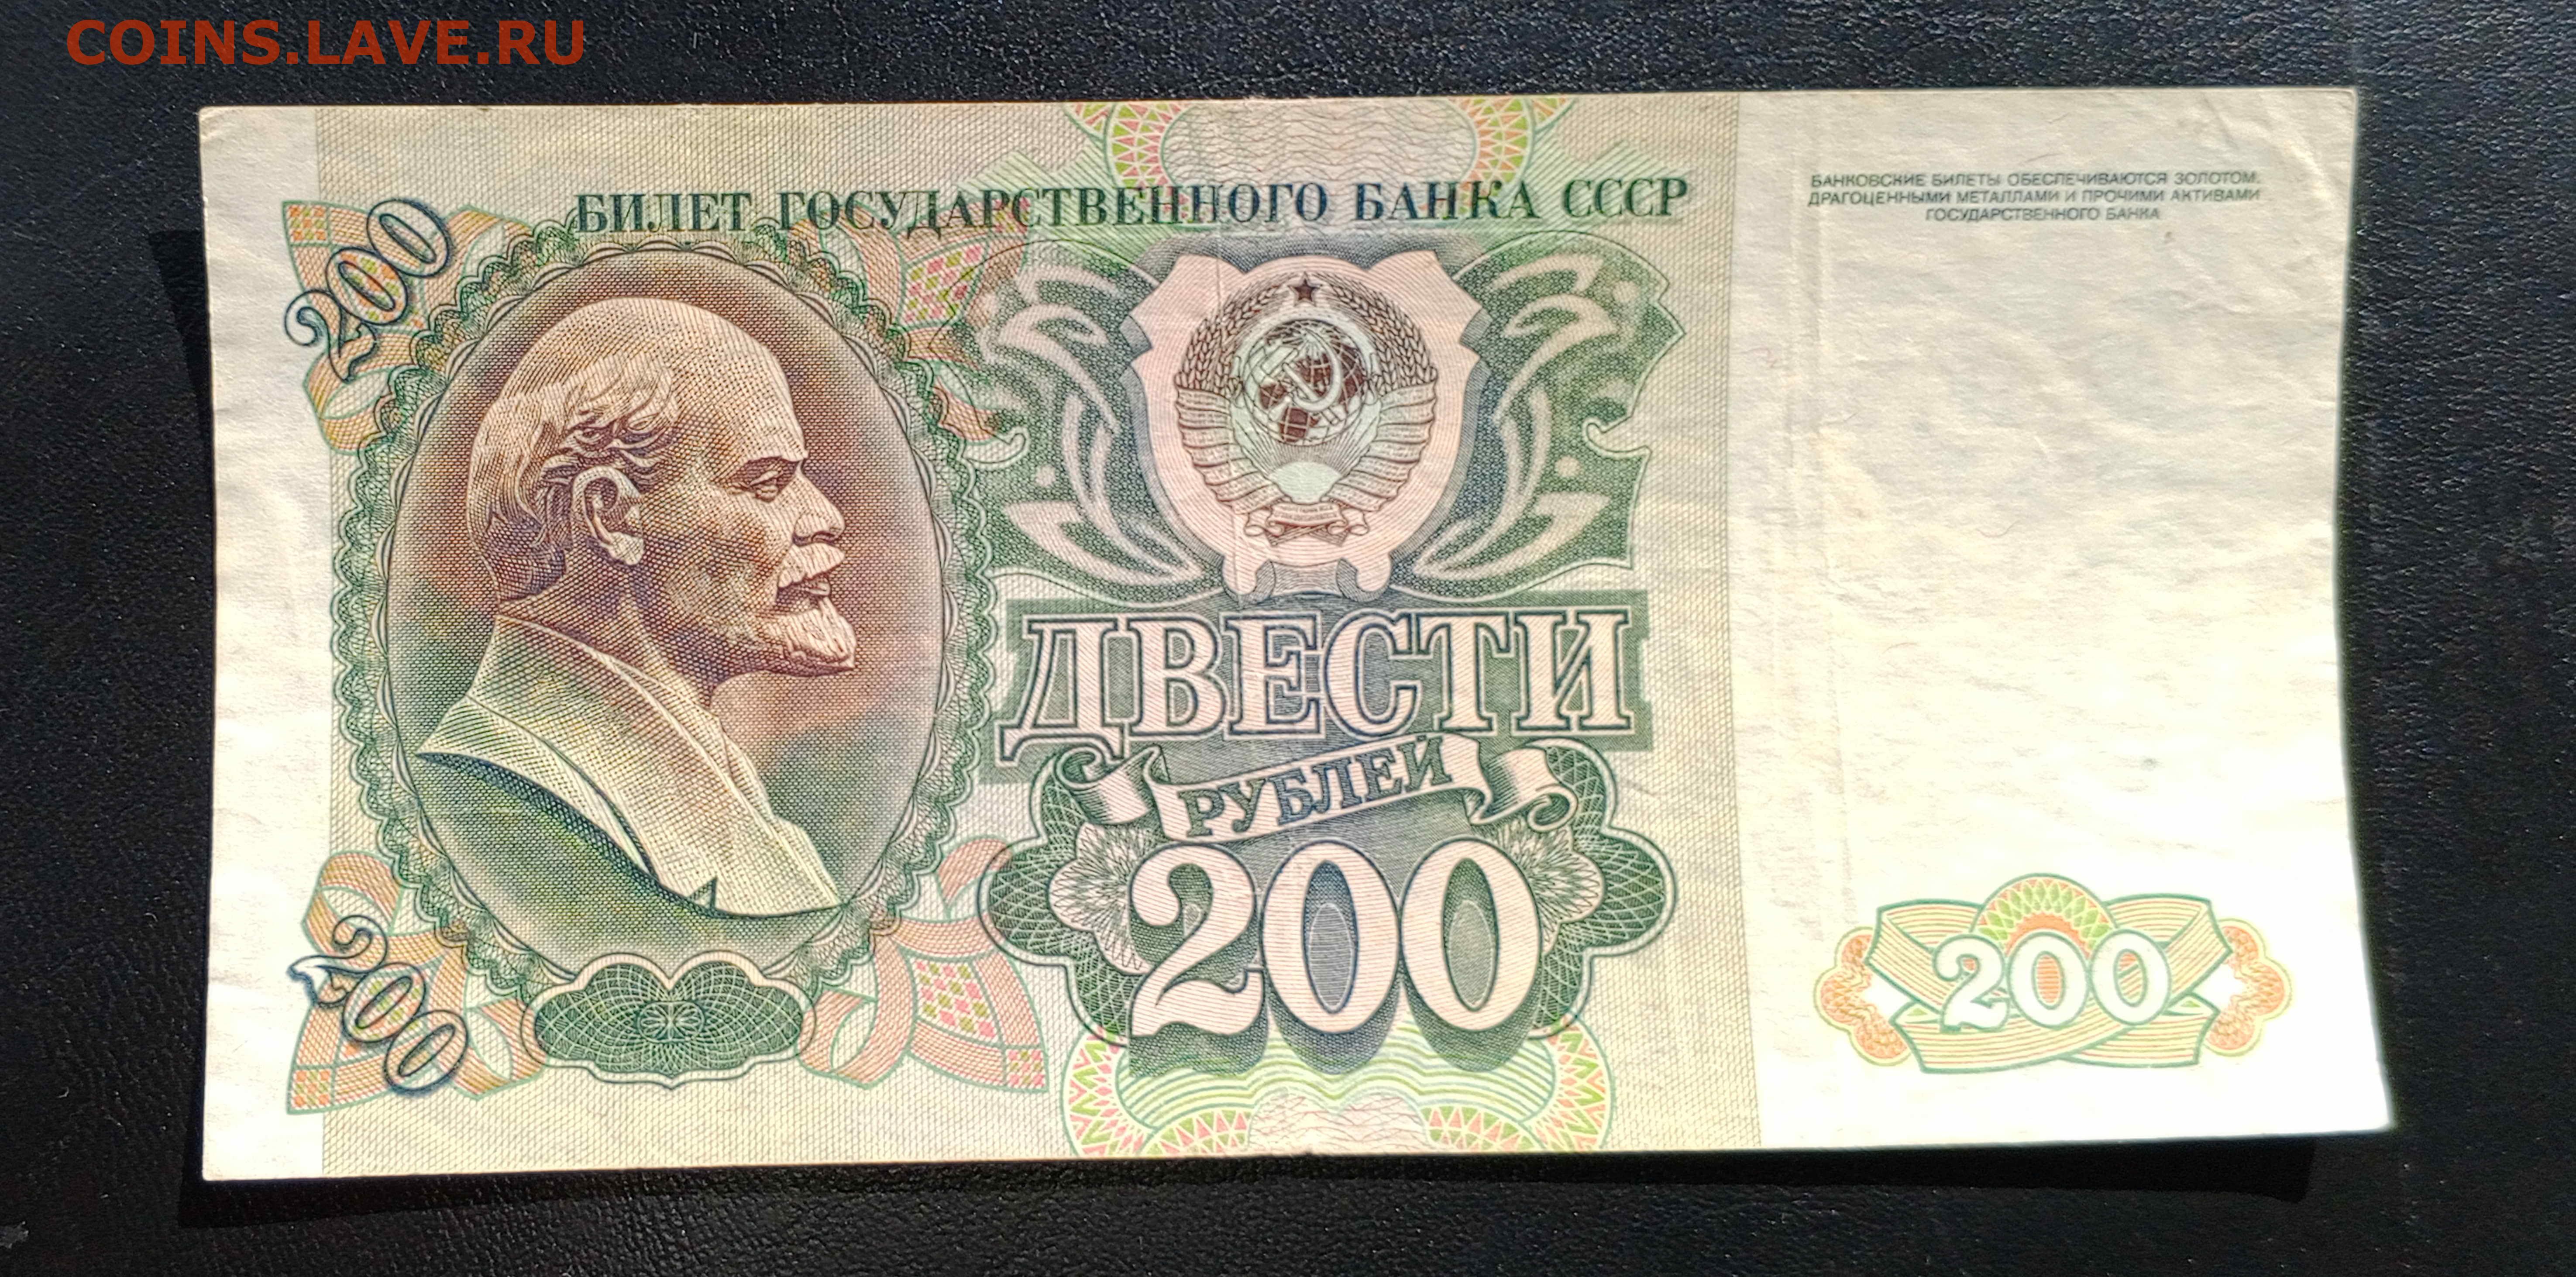 COINS.LAVE.RU
БИЛЕТ ГОСУДАРСТВЕННОГО БАНКА СССР
БАНКОВСКИЕ БИЛЕТЫ ОБЕСПЕЧИВАЮТСЯ ЗОЛОТОМ,
ДРАГОЦЕННЫМИ МЕТАЛЛАМИ И ПРОЧИМИ АКТИВАМИ
ГОСУДАРСТВЕННОГО БАНКА
200
ДВЕСТИ
РУБЛЕЙ
200
200
200